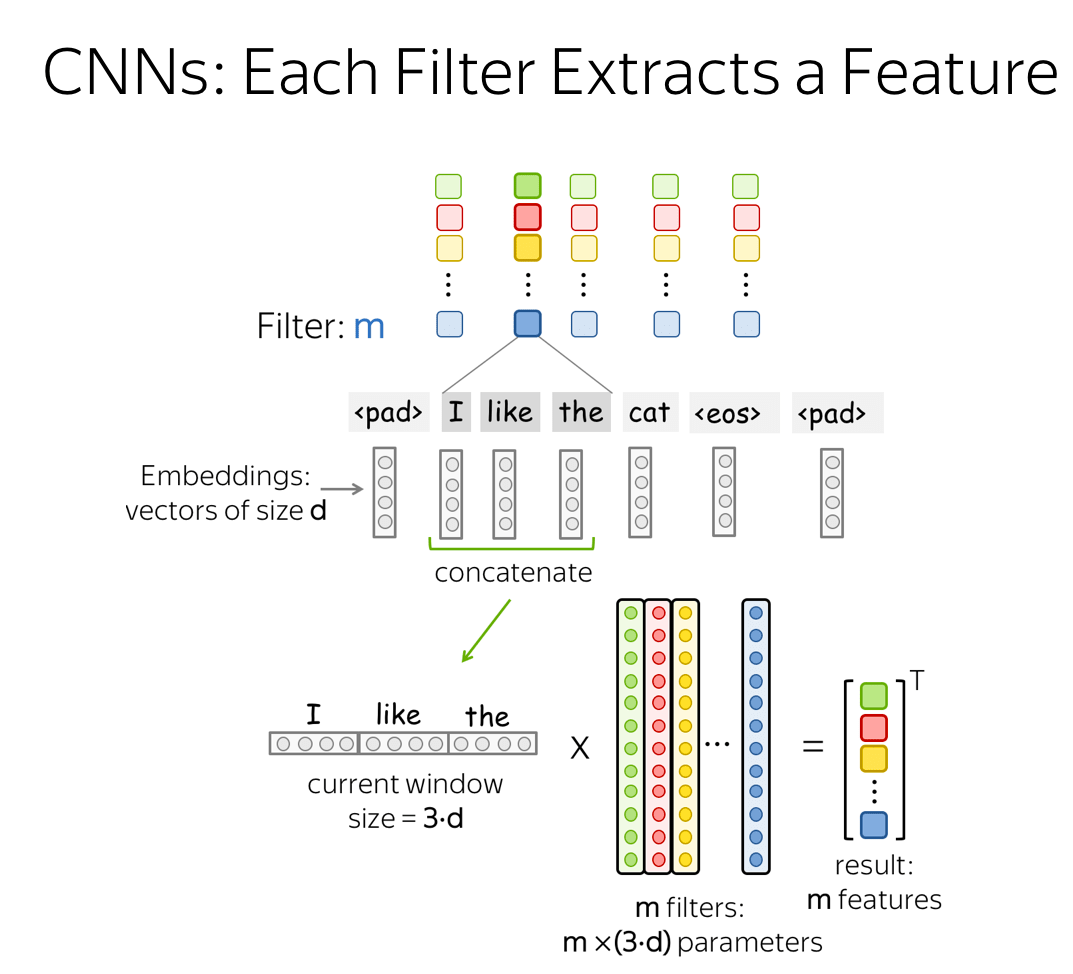 CNNs: Each Filter Extracts a Feature
Filter: m
<pad> I like the cat <eos> <pad>
Embeddings:
vectors of size d
concatenate
I like the
current window
size = 3·d
X
...
=
T
result:
m features
m filters:
m ×(3·d) parameters